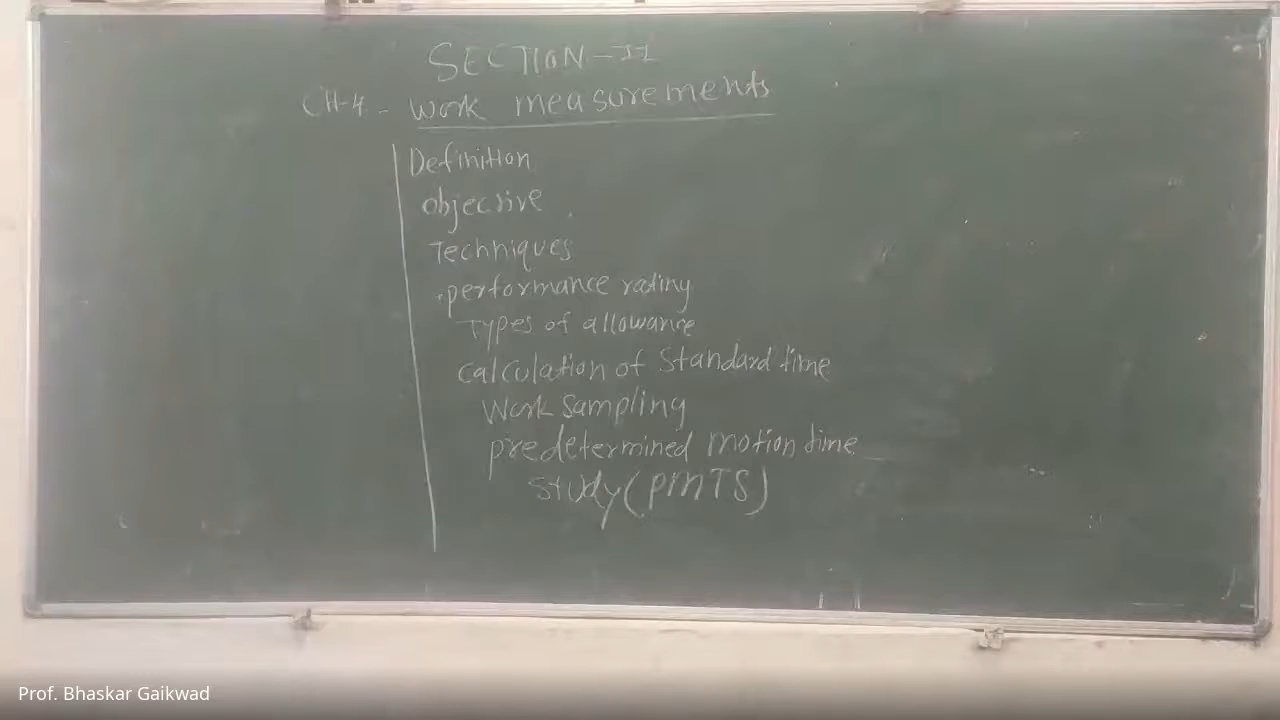 SECTION-II
CH-4 - work measurements
Definition
objective
Techniques
performance rating
Types of allowance
calculation of Standard time
Work sampling
predetermined motion time
study (PMTS)
Prof. Bhaskar Gaikwad